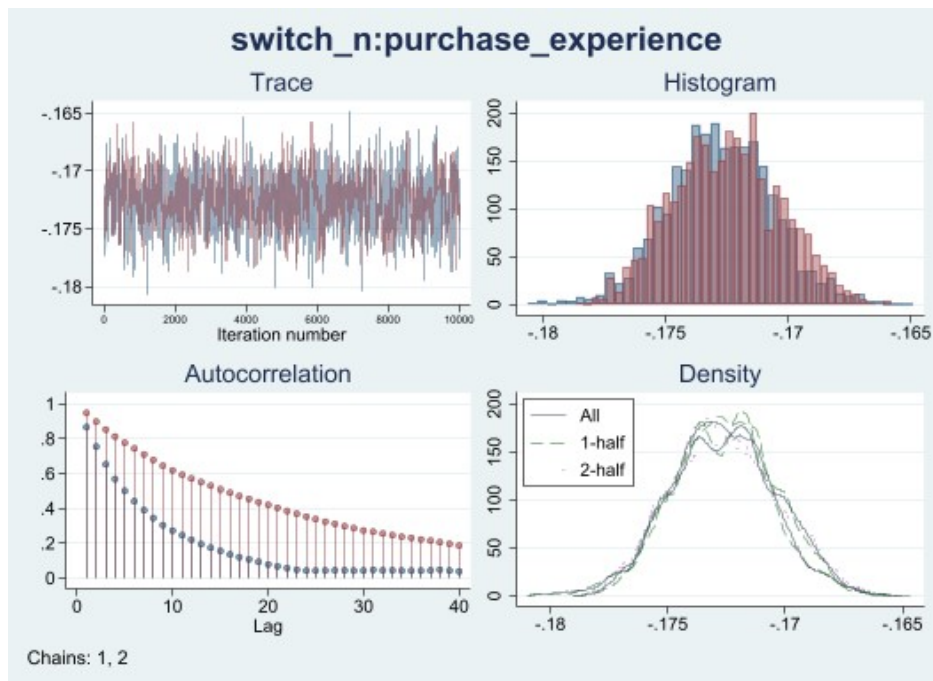 switch_n:purchase_experience
Trace
-.165
-.17
-.175
-.18
0 2000 4000 6000 8000 10000
Iteration number
Histogram
200
150
100
50
0
-.18 -.175 -.17 -.165
Autocorrelation
1
.8
.6
.4
.2
0
0 10 20 30 40
Lag
Density
200
150
100
50
0
All
1-half
2-half
-.18 -.175 -.17 -.165
Chains: 1, 2